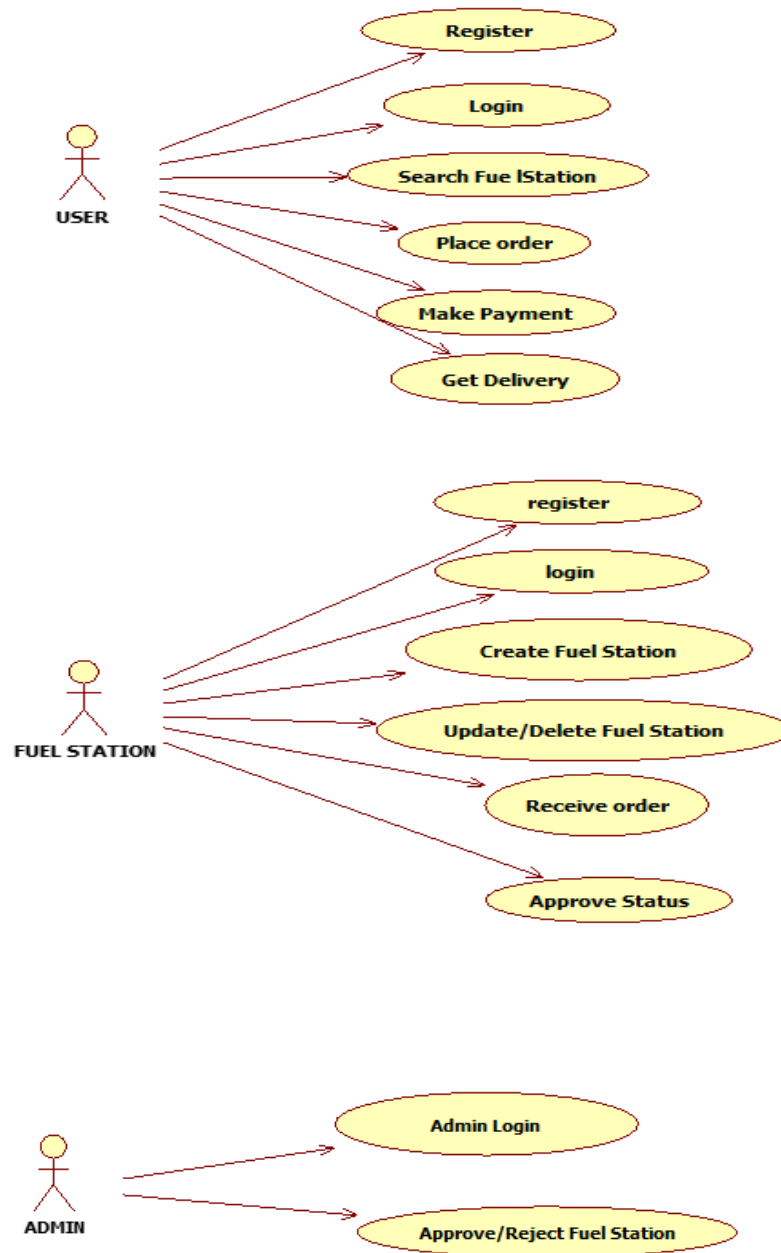 Register
Login
Search Fue lStation
USER
Place order
Make Payment
Get Delivery
register
login
Create Fuel Station
FUEL STATION
Update/Delete Fuel Station
Receive order
Approve Status
Admin Login
ADMIN
Approve/Reject Fuel Station